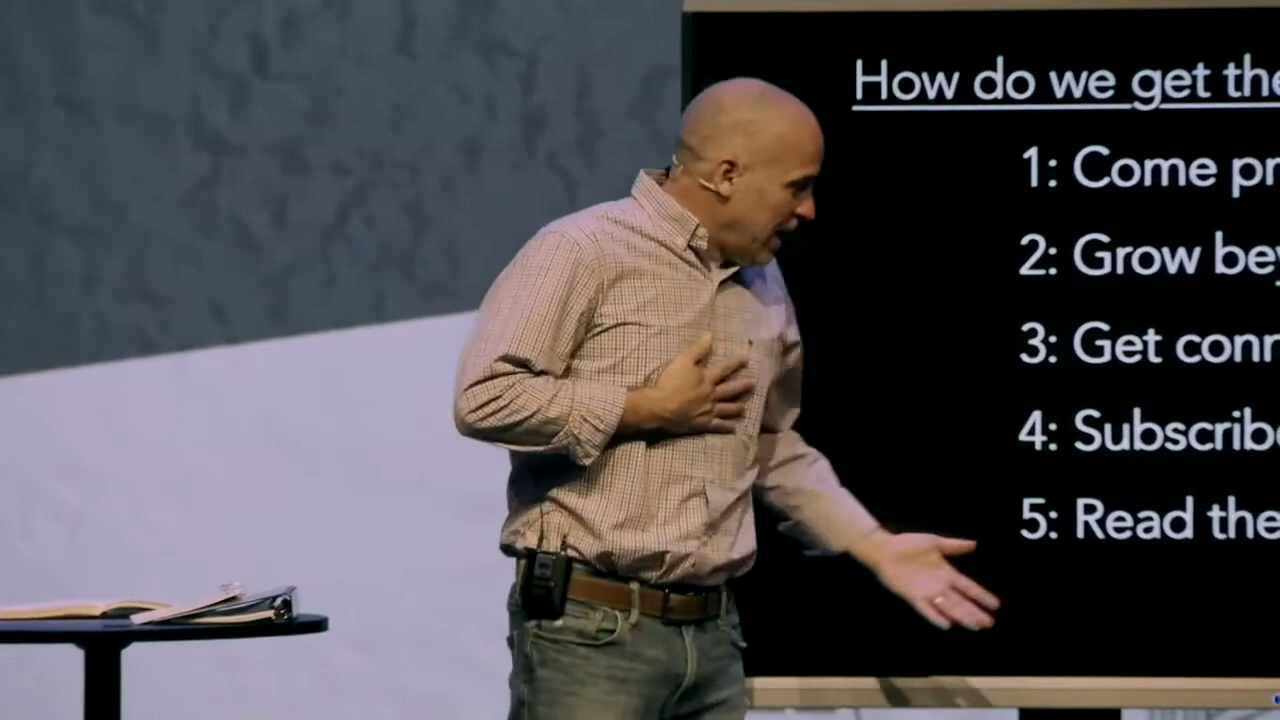 How do we get the
1: Come pr
2: Grow bey
3: Get conn
4: Subscribe
5: Read the